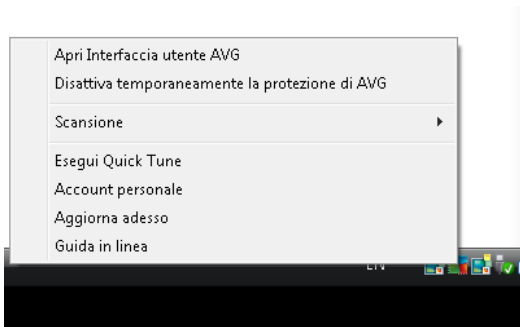 Apri Interfaccia utente AVG
Disattiva temporaneamente la protezione di AVG
Scansione
Esegui Quick Tune
Account personale
Aggiorna adesso
Guida in linea